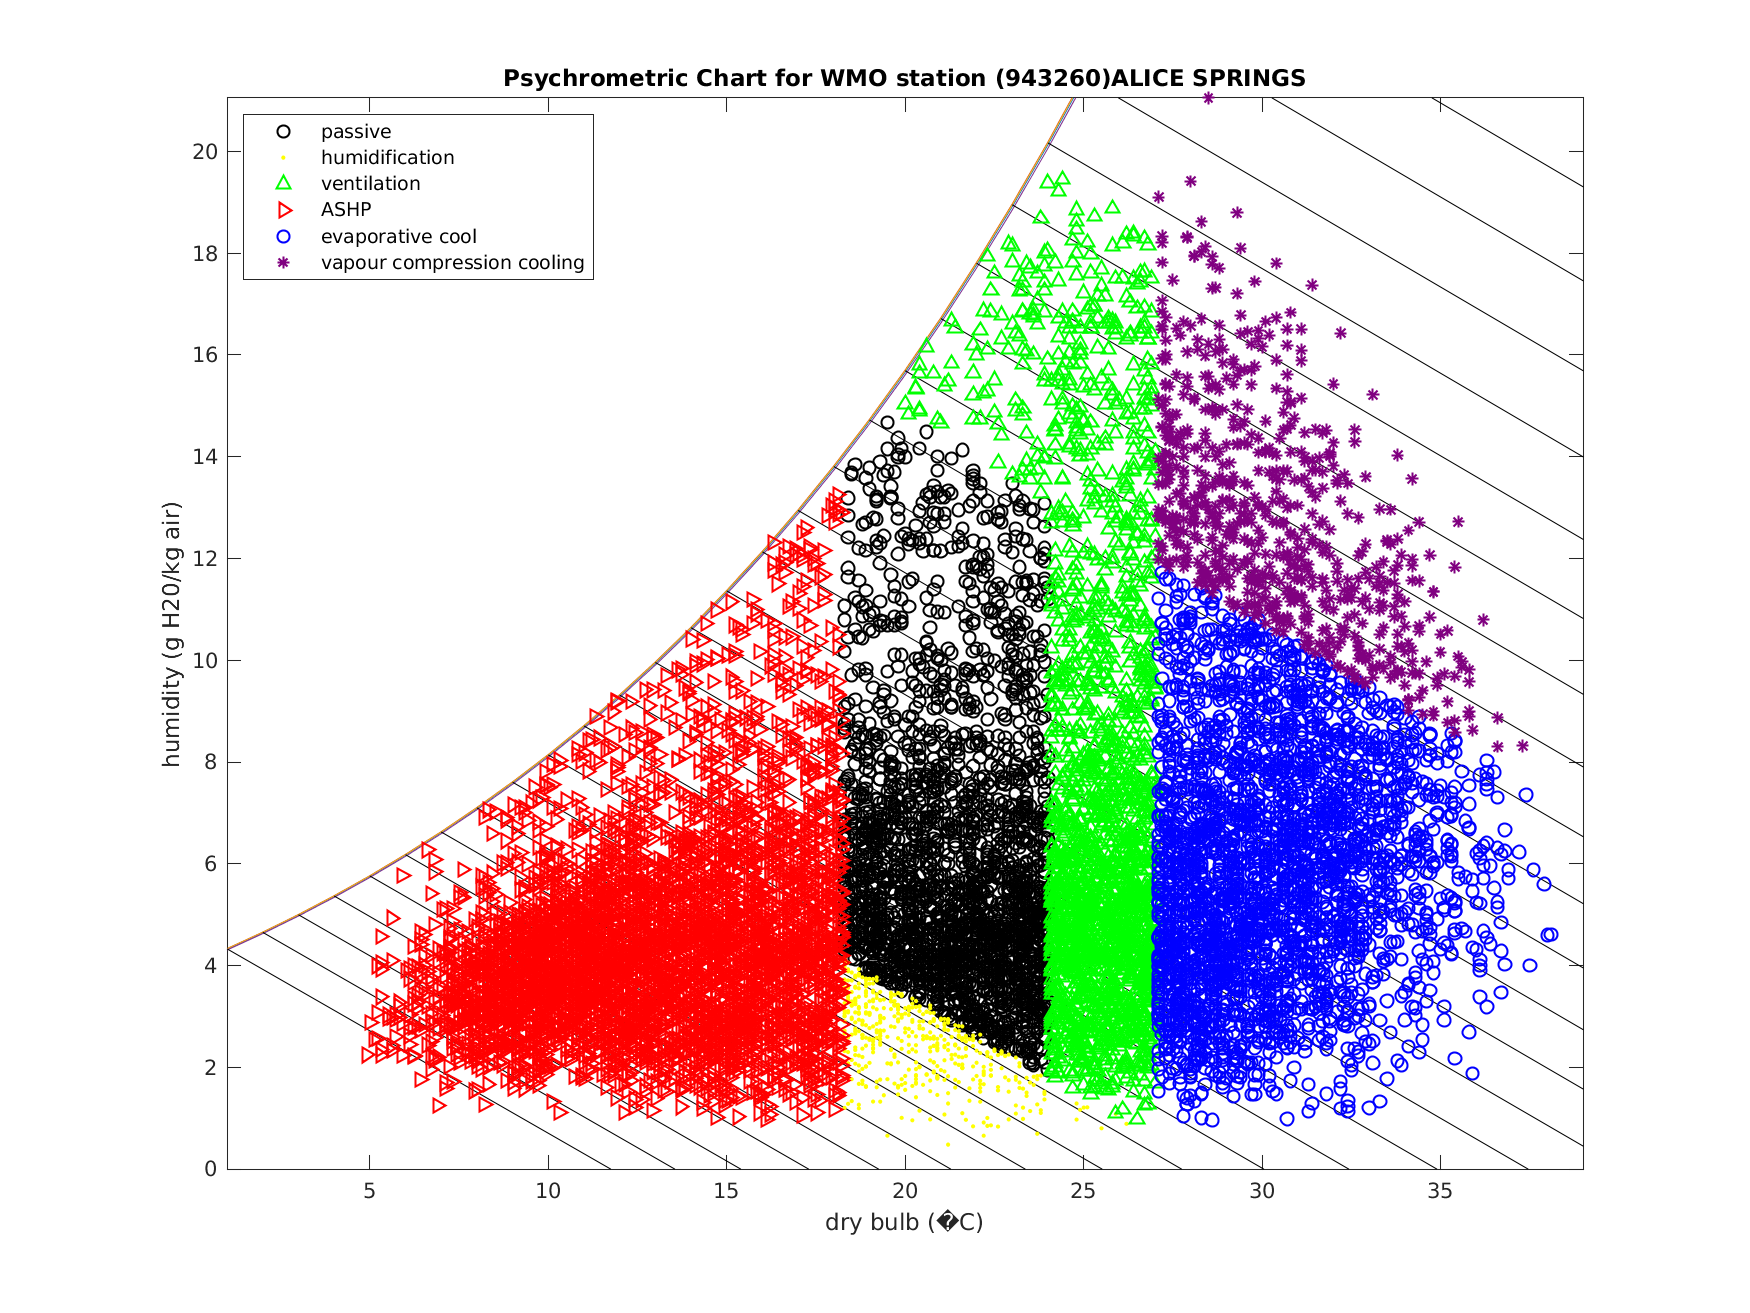 Psychrometric Chart for WMO station (943260)ALICE SPRINGS
passive
humidification
ventilation
ASHP
evaporative cool
vapour compression cooling
humidity (g H20/kg air)
20
18
16
14
12
10
8
6
4
2
0
5 10 15 20 25 30 35
dry bulb (�C)